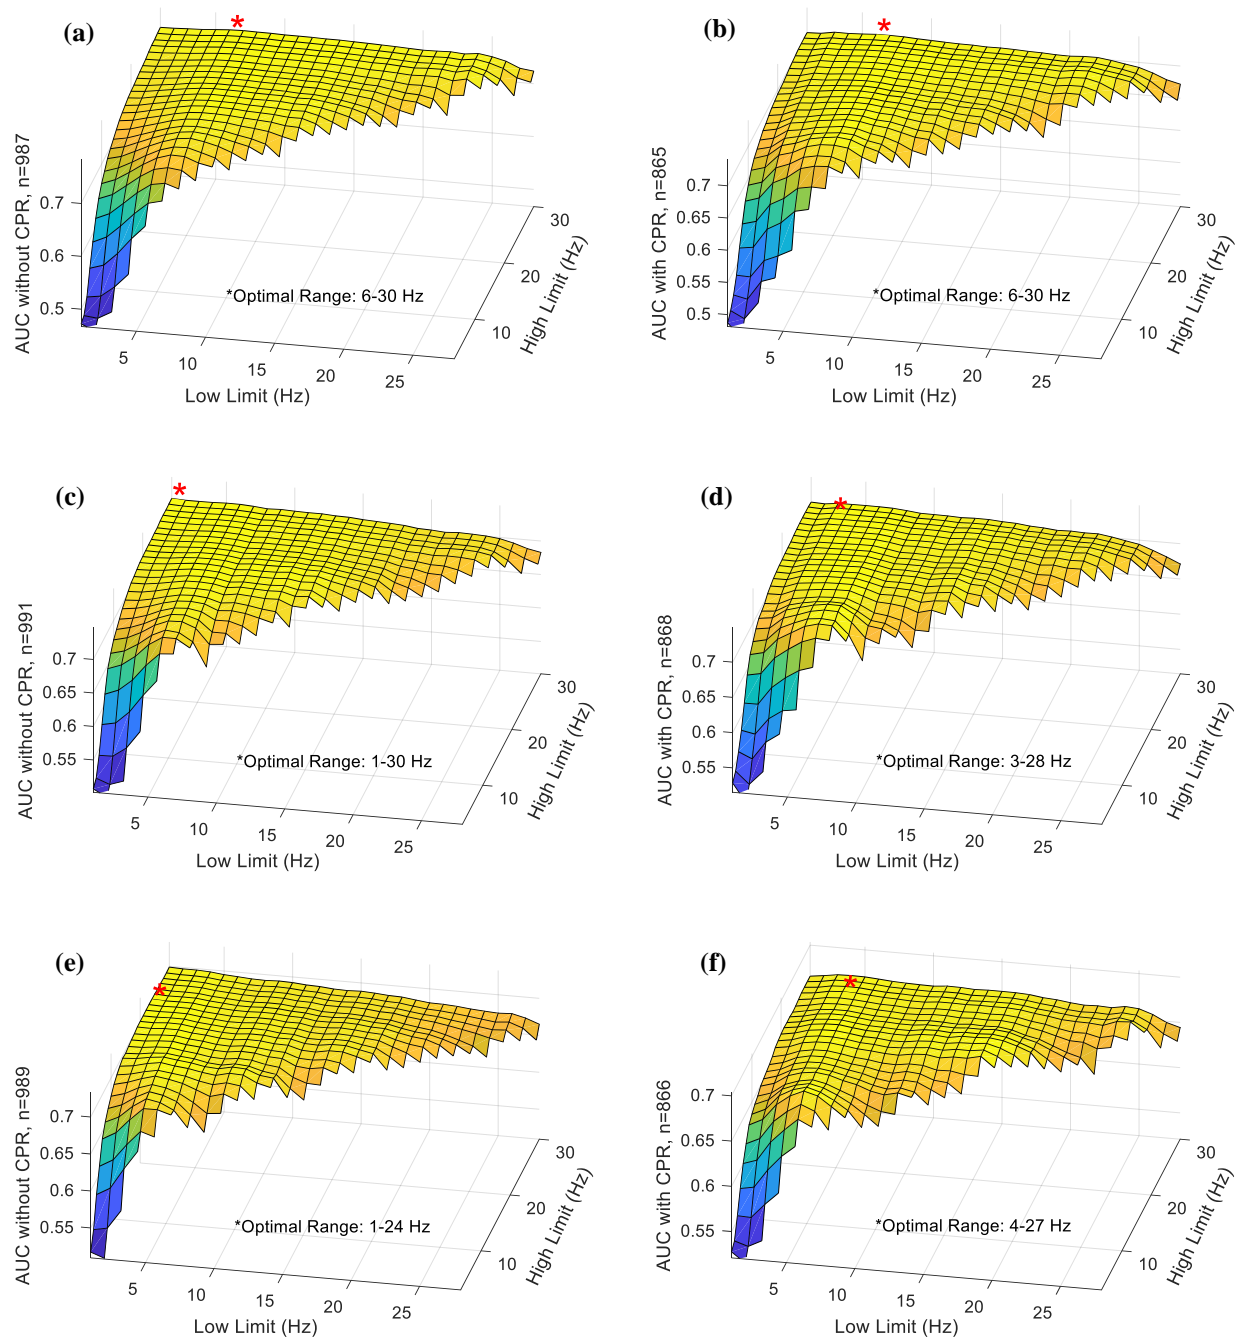 (a)
*
AUC without CPR, n=987
0.7
0.6
0.5
5
10
15
20
25
Low Limit (Hz)
10
20
30
High Limit (Hz)
*Optimal Range: 6-30 Hz
(b)
*
AUC with CPR, n=865
0.7
0.65
0.6
0.55
0.5
5
10
15
20
25
Low Limit (Hz)
10
20
30
High Limit (Hz)
*Optimal Range: 6-30 Hz
(c)
*
AUC without CPR, n=991
0.7
0.65
0.6
0.55
5
10
15
20
25
Low Limit (Hz)
10
20
30
High Limit (Hz)
*Optimal Range: 1-30 Hz
(d)
*
AUC with CPR, n=868
0.7
0.65
0.6
0.55
5
10
15
20
25
Low Limit (Hz)
10
20
30
High Limit (Hz)
*Optimal Range: 3-28 Hz
(e)
*
AUC without CPR, n=989
0.7
0.65
0.6
0.55
5
10
15
20
25
Low Limit (Hz)
10
20
30
High Limit (Hz)
*Optimal Range: 1-24 Hz
(f)
*
AUC with CPR, n=866
0.7
0.65
0.6
0.55
5
10
15
20
25
Low Limit (Hz)
10
20
30
High Limit (Hz)
*Optimal Range: 4-27 Hz